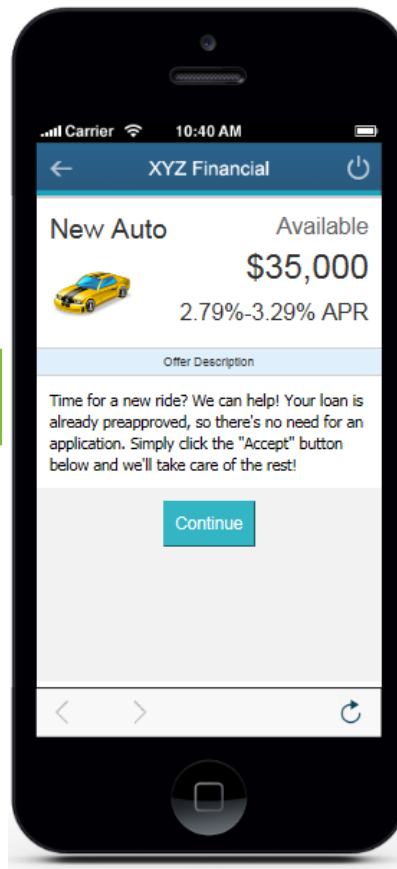 Carrier 10:40 AM
XYZ Financial
New Auto
Available
$35,000
2.79%-3.29% APR
Offer Description
Time for a new ride? We can help! Your loan is
already preapproved, so there's no need for an
application. Simply click the "Accept" button
below and we'll take care of the rest!
Continue